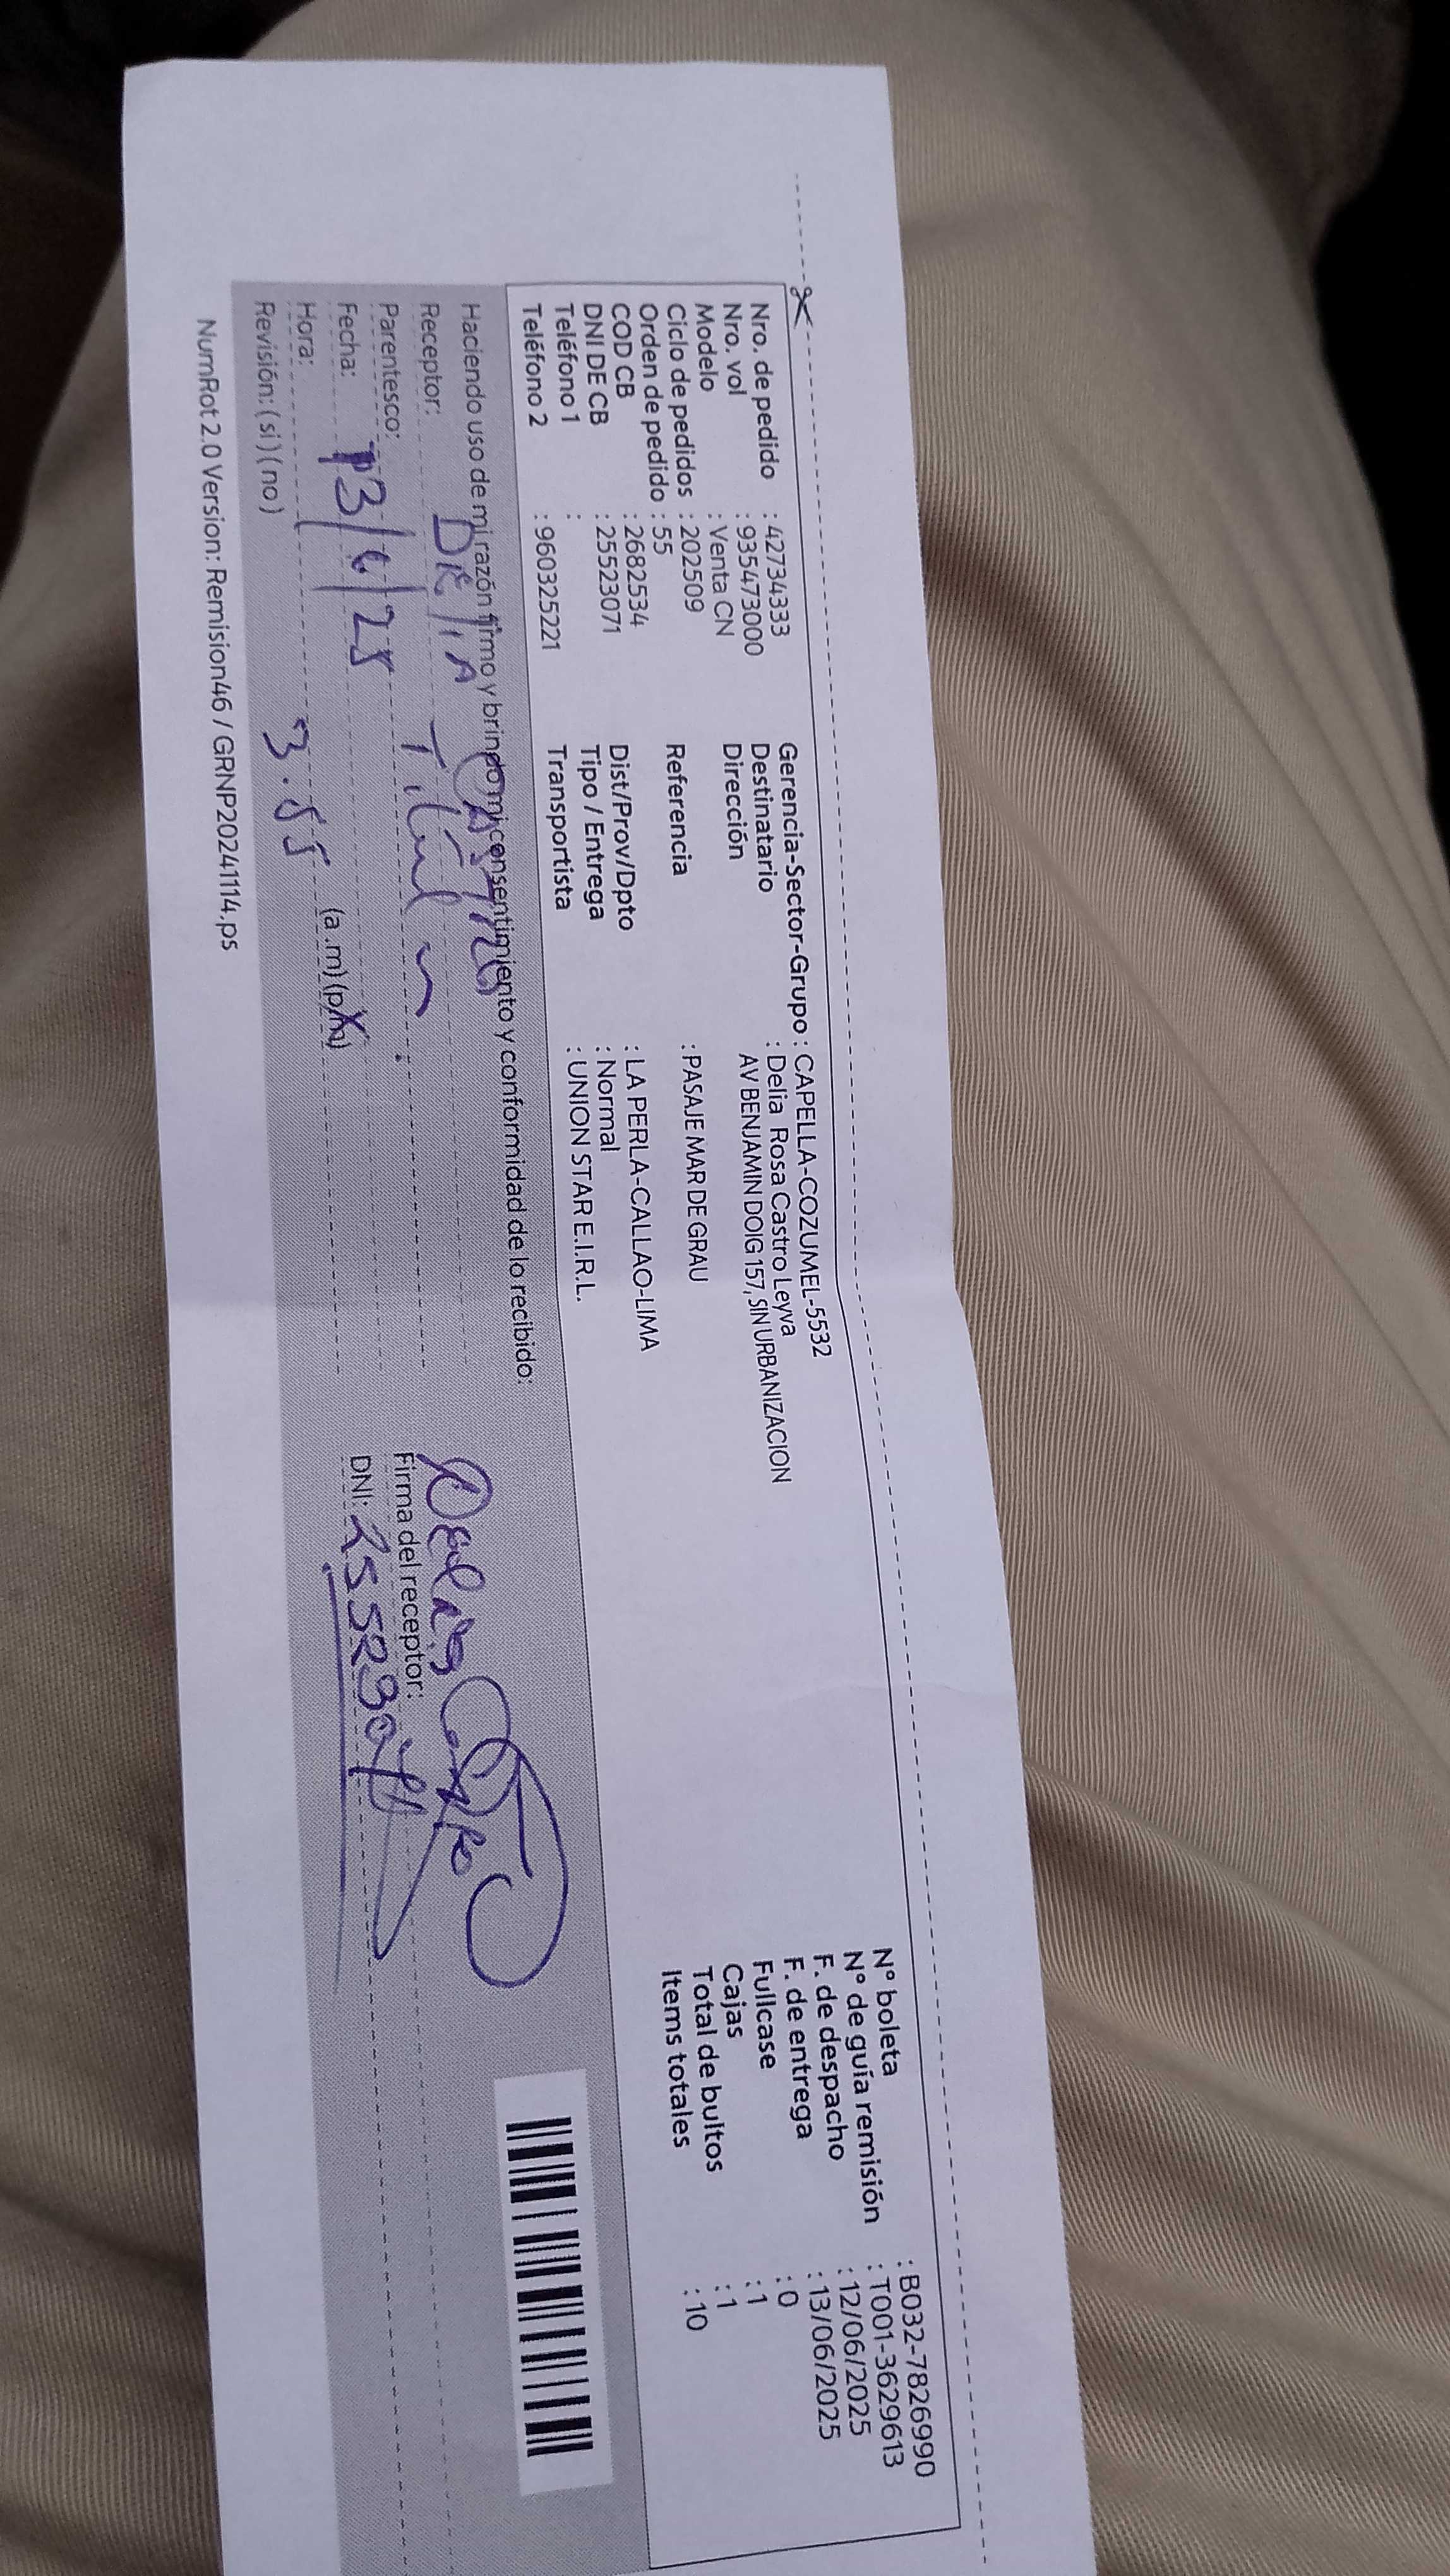 Nro. de pedido : 42734333
Nro. vol : 935473000
Modelo : Venta CN
Ciclo de pedidos : 202509
Orden de pedido : 55
COD CB : 2682534
DNI DE CB : 25523071
Teléfono 1 :
Teléfono 2 : 960325221
Gerencia-Sector-Grupo : CAPELLA-COZUMEL-5532
Destinatario : Delia Rosa Castro Leyva
Dirección AV BENJAMIN DOIG 157, SIN URBANIZACION
Referencia : PASAJE MAR DE GRAU
Dist/Prov/Dpto : LA PERLA-CALLAO-LIMA
Tipo / Entrega : Normal
Transportista : UNION STAR E.I.R.L.
N° boleta : B032-7826990
N° de guía remisión : T001-3629613
F. de despacho : 12/06/2025
F. de entrega : 13/06/2025
Fullcase : 0
Cajas : 1
Total de bultos : 1
Items totales : 10
Haciendo uso de mi razón firmo y brindo mi consentimiento y conformidad de lo recibido:
Receptor: DELIA CASTRO
Parentesco:
Fecha: 13/6/25
Hora: 3.55 (a.m) (p.m)
Revisión: (si) (no)
Delia Castro
Firma del receptor:
DNI:
NumRot 2.0 Version: Remision46 / GRNP20241114.ps